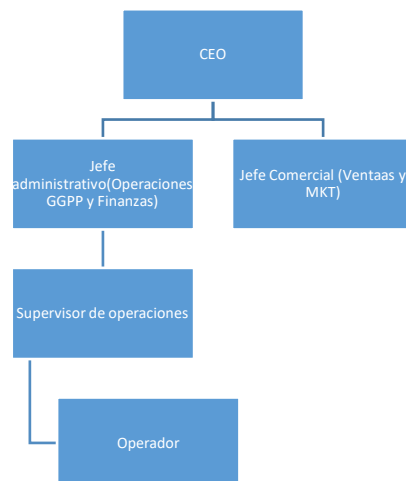 CEO
Jefe
administrativo(Operaciones
GGPP y Finanzas)
Jefe Comercial (Ventaas y
MKT)
Supervisor de operaciones
Operador